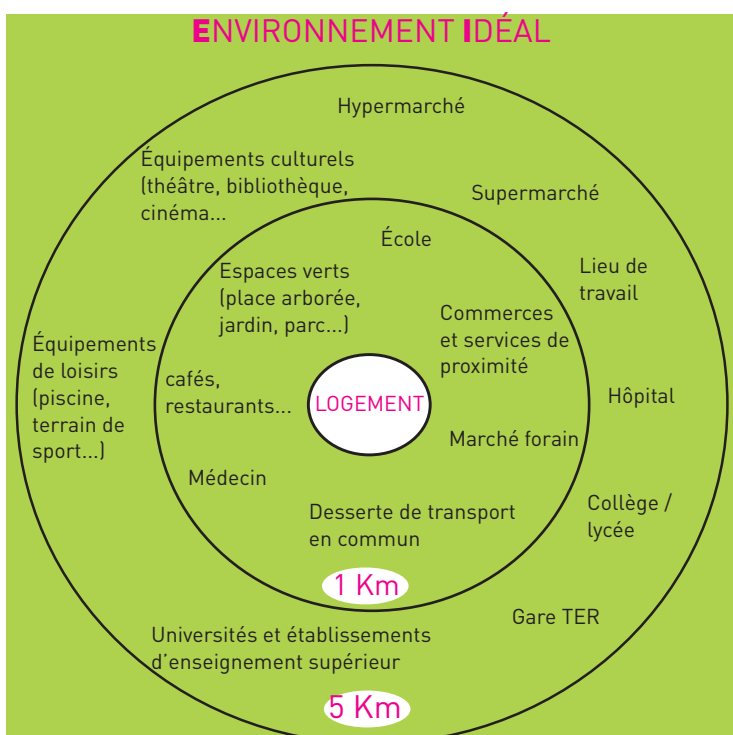 ENVIRONNEMENT IDÉAL
Hypermarché
Équipements culturels
(théâtre, bibliothèque,
cinéma...
Supermarché
École
Espaces verts
(place arborée,
jardin, parc...)
Lieu de
travail
Commerces
et services de
proximité
Équipements
de loisirs
(piscine,
terrain de
sport...)
cafés,
restaurants...
LOGEMENT
Hôpital
Marché forain
Médecin
Desserte de transport
en commun
Collège /
lycée
1 Km
Gare TER
Universités et établissements
d'enseignement supérieur
5 Km